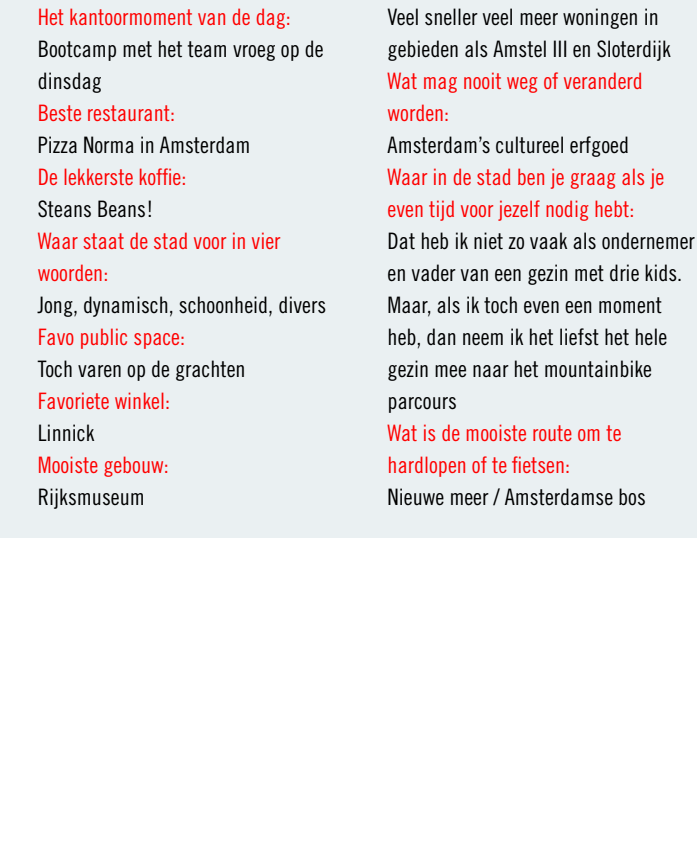 Het kantoormoment van de dag:
Bootcamp met het team vroeg op de
dinsdag
Beste restaurant:
Pizza Norma in Amsterdam
De lekkerste koffie:
Steans Beans!
Waar staat de stad voor in vier
woorden:
Jong, dynamisch, schoonheid, divers
Favo public space:
Toch varen op de grachten
Favoriete winkel:
Linnick
Mooiste gebouw:
Rijksmuseum
Veel sneller veel meer woningen in
gebieden als Amstel III en Sloterdijk
Wat mag nooit weg of veranderd
worden:
Amsterdam’s cultureel erfgoed
Waar in de stad ben je graag als je
even tijd voor jezelf nodig hebt:
Dat heb ik niet zo vaak als ondernemer
en vader van een gezin met drie kids.
Maar, als ik toch even een moment
heb, dan neem ik het liefst het hele
gezin mee naar het mountainbike
parcours
Wat is de mooiste route om te
hardlopen of te fietsen:
Nieuwe meer / Amsterdamse bos